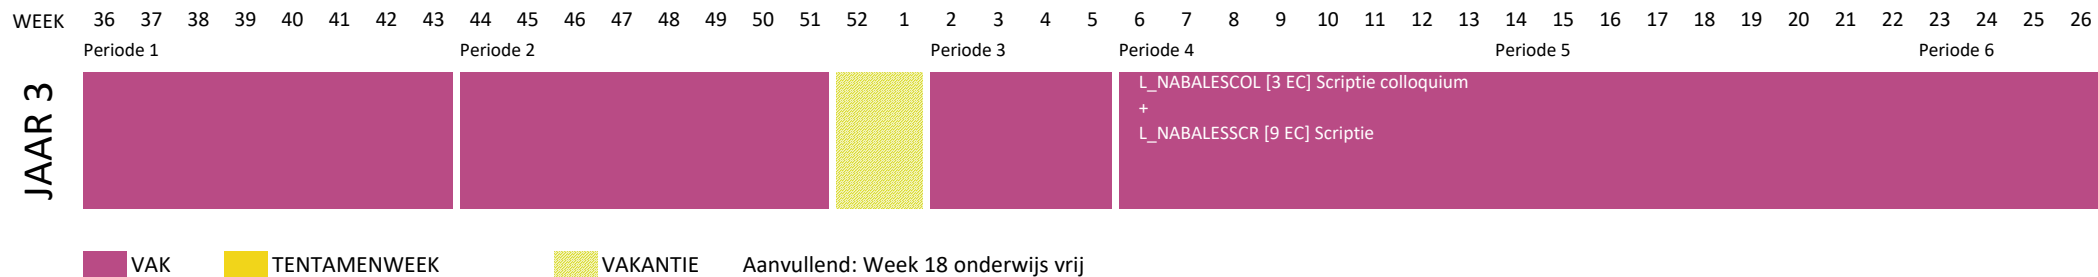 WEEK 36 37 38 39 40 41 42 43 44 45 46 47 48 49 50 51 52 1 2 3 4 5 6 7 8 9 10 11 12 13 14 15 16 17 18 19 20 21 22 23 24 25 26
Periode 1 Periode 2 Periode 3 Periode 4 Periode 5 Periode 6
JAAR 3
L_NABALESCOL [3 EC] Scriptie colloquium
+
L_NABALESSCR [9 EC] Scriptie
VAK TENTAMENWEEK VAKANTIE Aanvullend: Week 18 onderwijs vrij